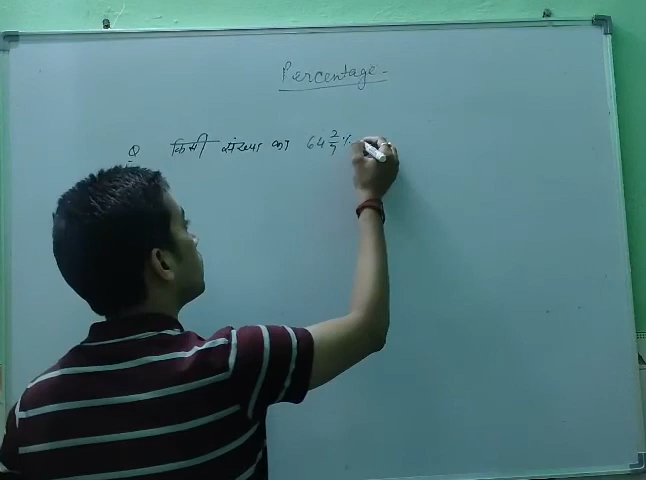 Percentage
Q किसी संख्या का 64 2/7 %